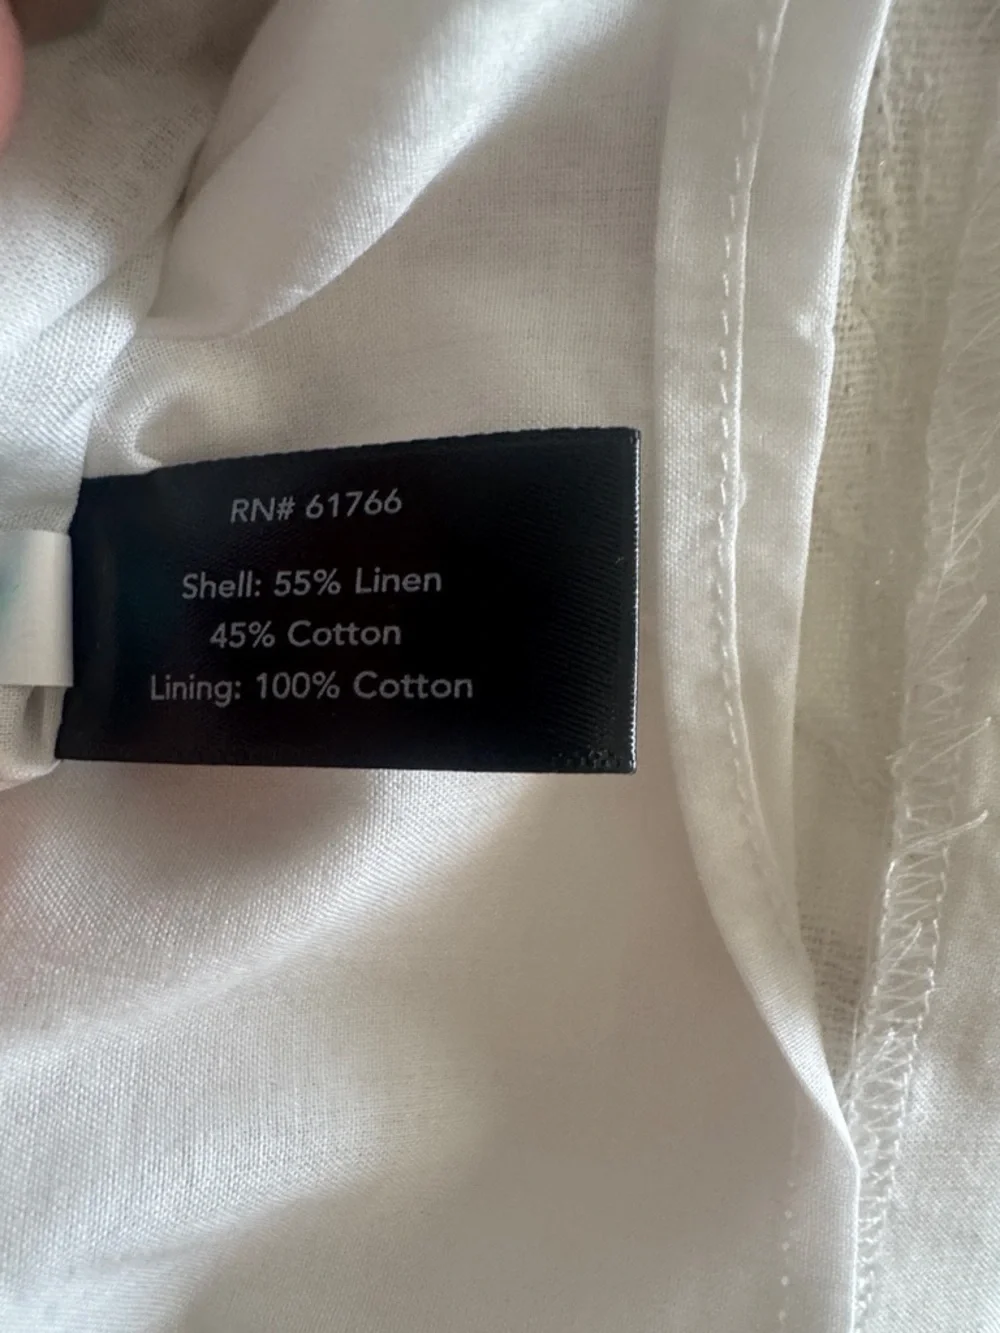 RN# 61766
Shell: 55% Linen
45% Cotton
Lining: 100% Cotton